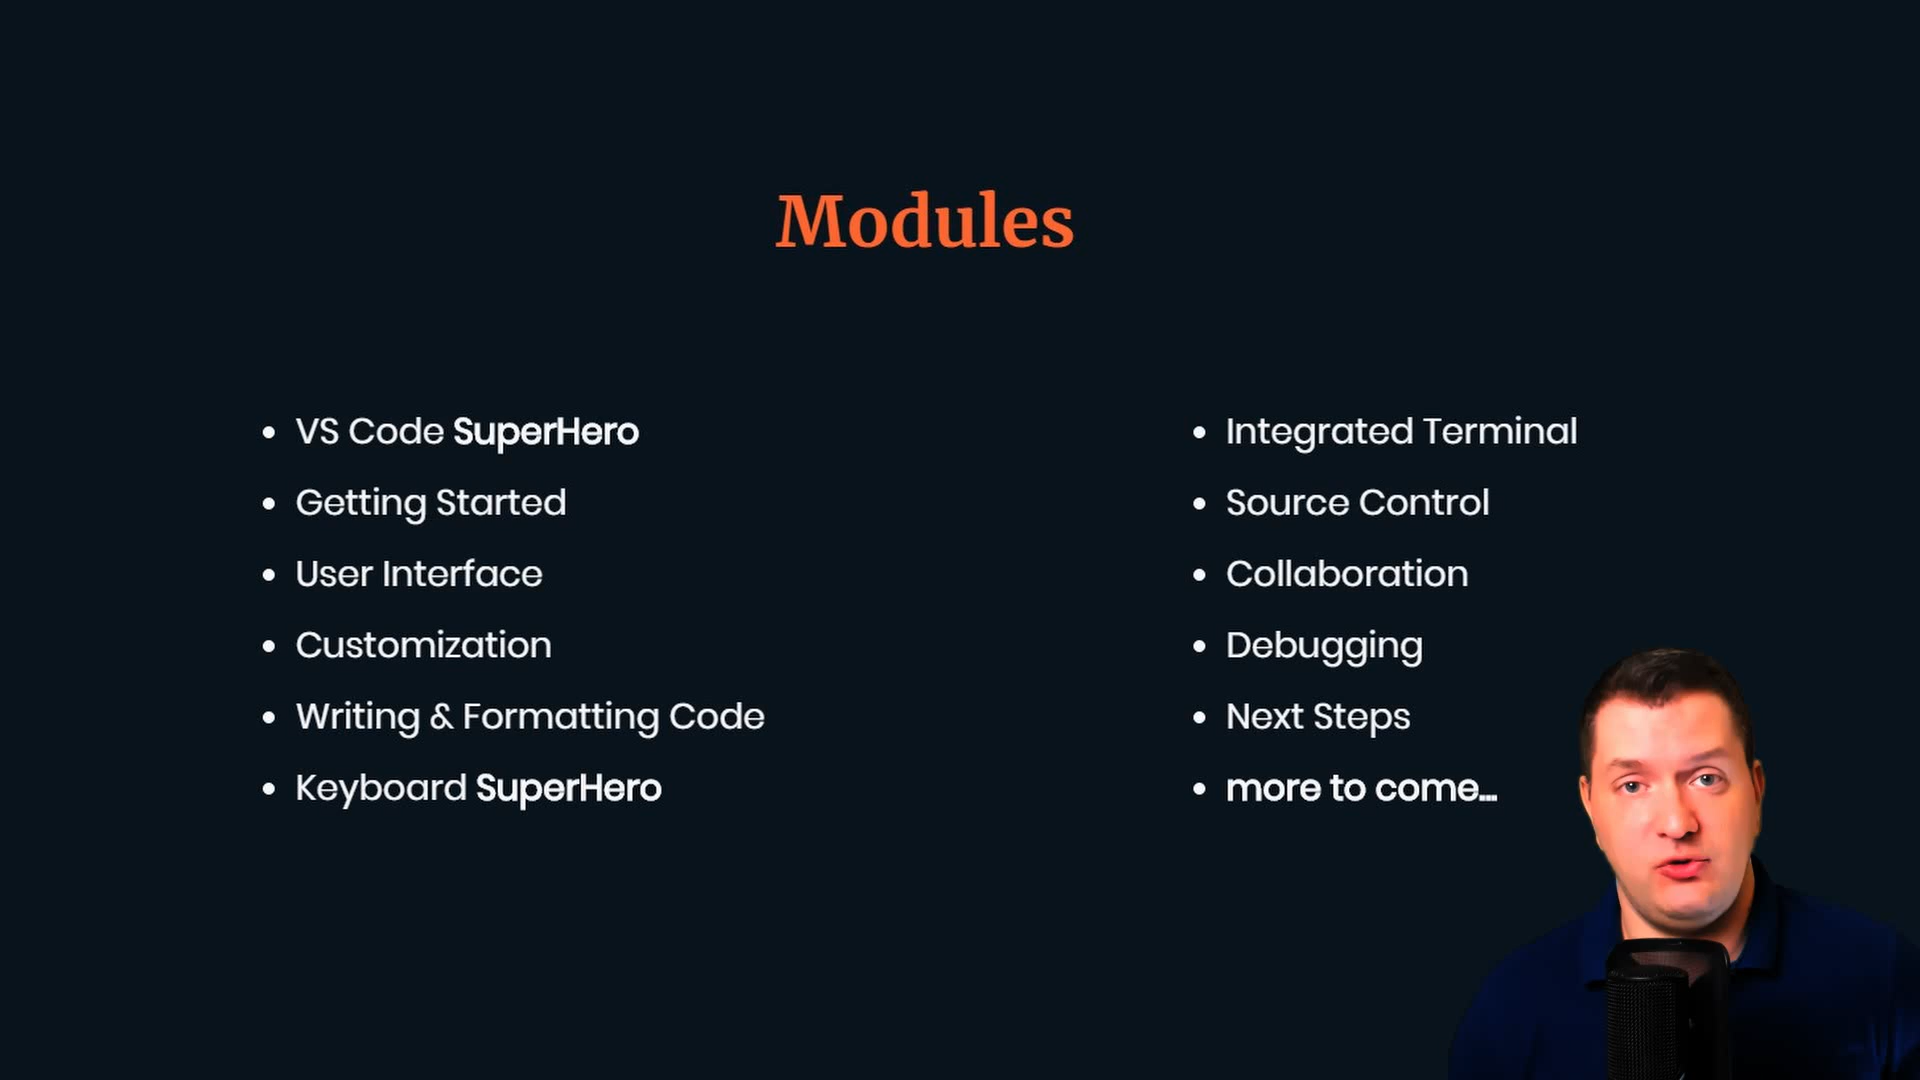 Modules
VS Code SuperHero
Getting Started
User Interface
Customization
Writing & Formatting Code
Keyboard SuperHero
Integrated Terminal
Source Control
Collaboration
Debugging
Next Steps
more to come...